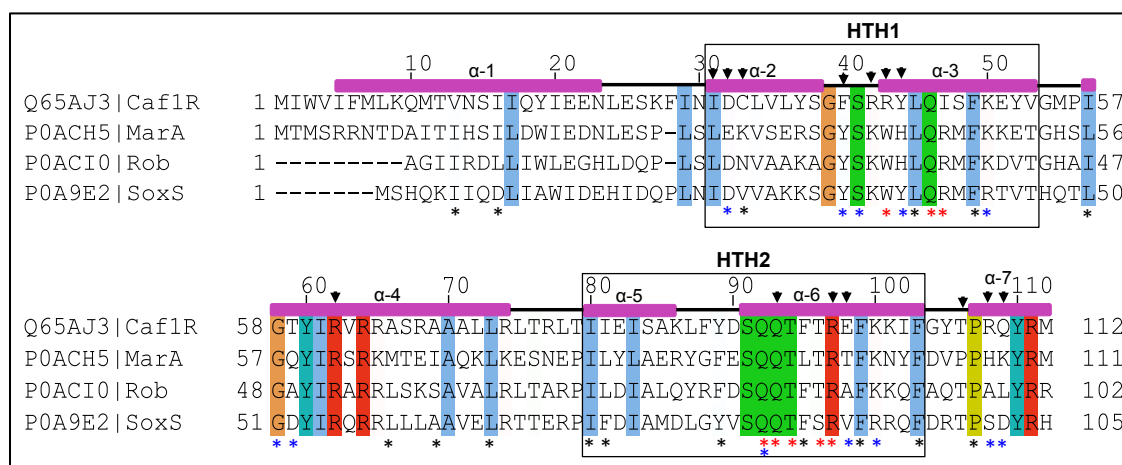 HTH1
10 20 30 40 50
α-1 α-2 α-3
Q65AJ3|Caf1R 1 MIWVIFMLKQMTVNSIIQYIEENLESKFINIDCLVLYSGFSRRYLQISFKEYVGMPI 57
P0ACH5|MarA 1 MTMSRRNTDAITIHSILDWIEDNLESP-LSLEKVSERSGYSKWHLQRMFKKETGHSL 56
P0ACI0|Rob 1 ---------AGIIRDLLIWLEGHLDQP-LSLDNVAAKAGYSKWHLQRMFKDVTGHAI 47
P0A9E2|SoxS 1 -------MSHQKIIQDLIAWIDEHIDQPLNIDVVAKKSGYSKWYLQRMFRTVTHQTL 50
* * * * * * * * * * * * * * *
HTH2
60 70 80 90 100 110
α-4 α-5 α-6 α-7
Q65AJ3|Caf1R 58 GTYIRVRRASRAAALLRLTRLTIIEISAKLFYDSQQTFTREFKKIFGYTPRQYRM 112
P0ACH5|MarA 57 GQYIRSRKMTEIAQKLKESNEPILYLAERYGFESQQTLTRTFKNYFDVPPHKYRM 111
P0ACI0|Rob 48 GAYIRARRLSKSAVALRLTARPILDIALQYRFDSQQTFTRAFKKQFAQTPALYRR 102
P0A9E2|SoxS 51 GDYIRQRRLLLAAVELRTTERPIFDIAMDLGYVSQQTFSRVFRRQFDRTPSDYRH 105
* * * * * * * * * * * * * * * * * * * * *
*